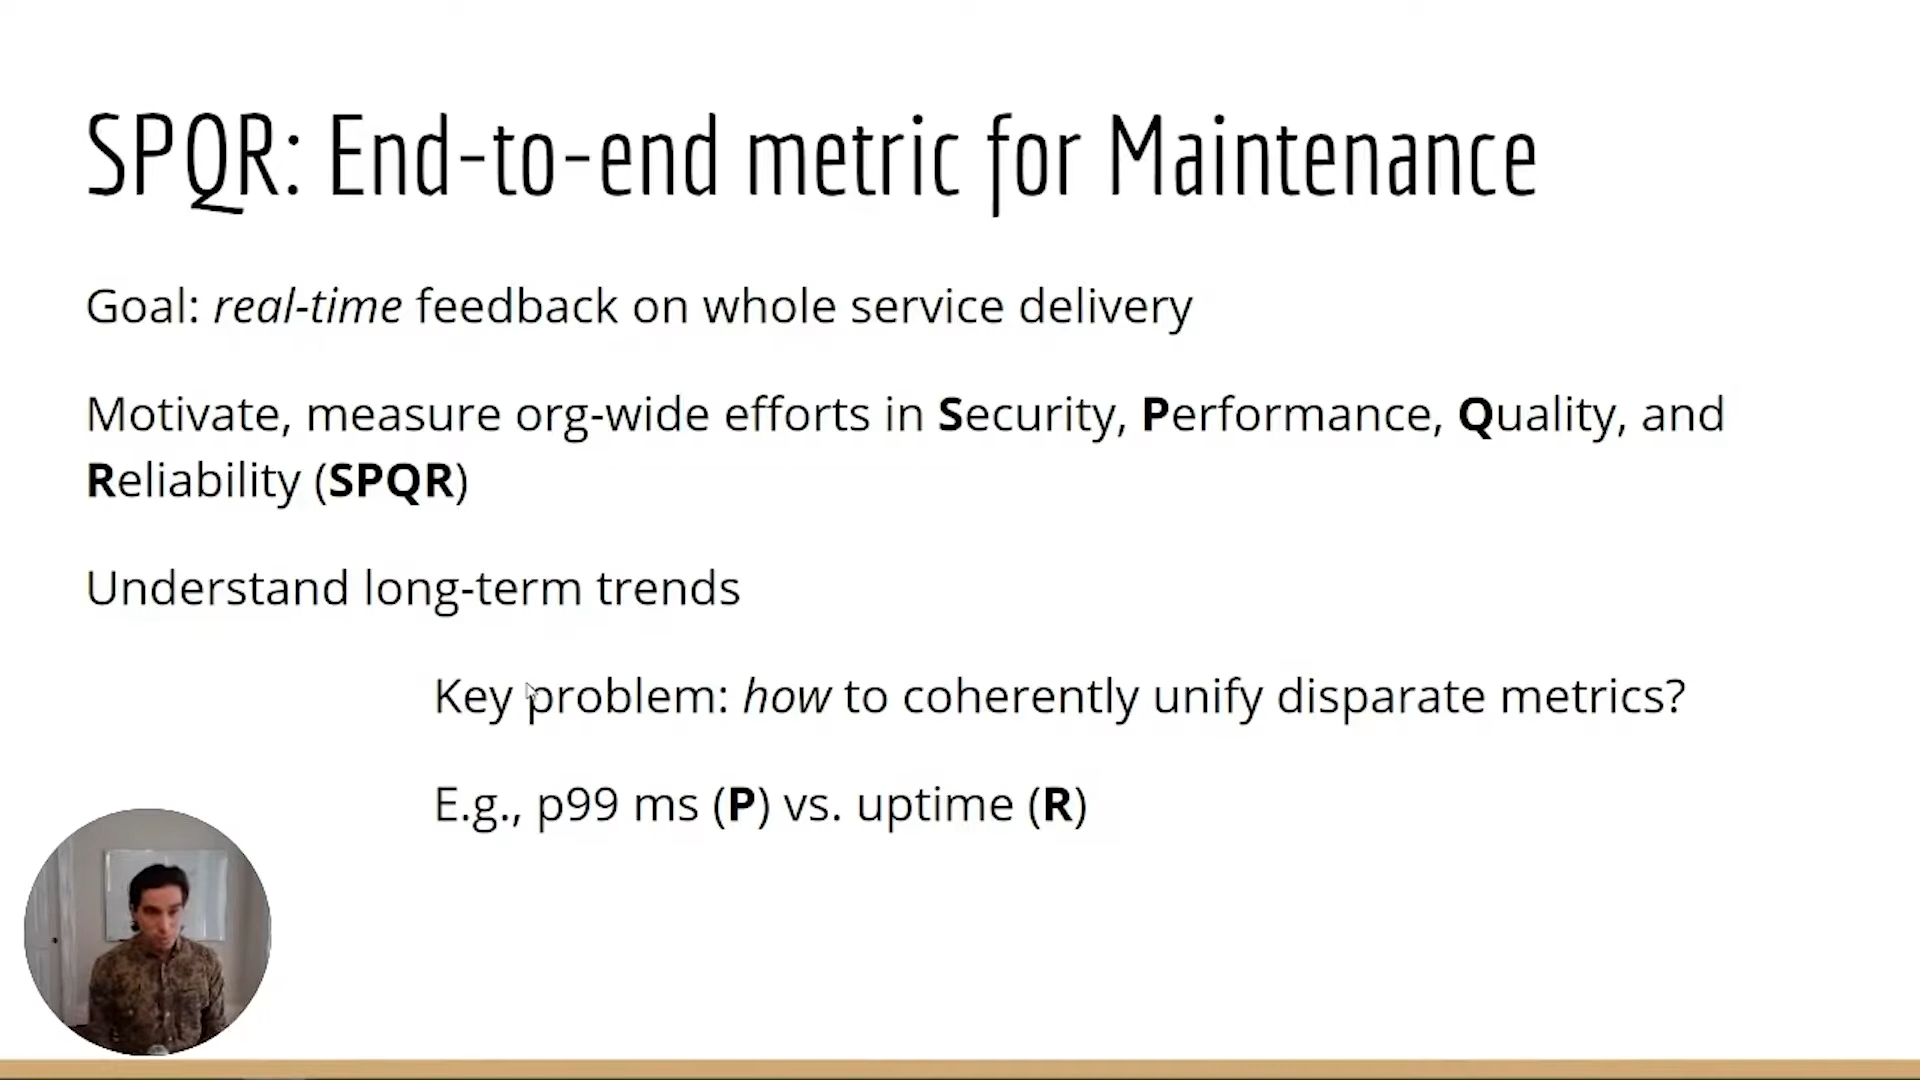 SPQR: End-to-end metric for Maintenance
Goal: real-time feedback on whole service delivery
Motivate, measure org-wide efforts in Security, Performance, Quality, and
Reliability (SPQR)
Understand long-term trends
Key problem: how to coherently unify disparate metrics?
E.g., p99 ms (P) vs. uptime (R)